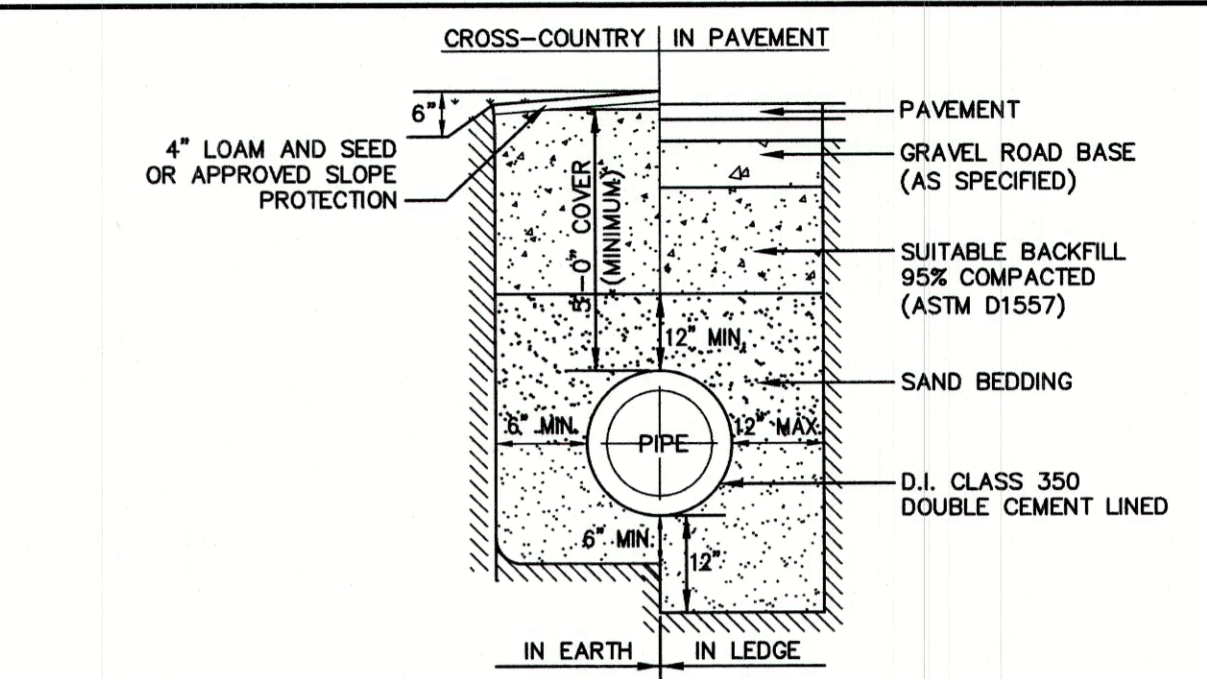 CROSS-COUNTRY IN PAVEMENT
6"
4" LOAM AND SEED
OR APPROVED SLOPE
PROTECTION
5'-0" COVER
(MINIMUM)
PAVEMENT
GRAVEL ROAD BASE
(AS SPECIFIED)
SUITABLE BACKFILL
95% COMPACTED
(ASTM D1557)
12" MIN.
SAND BEDDING
6" MIN.
PIPE
12" MAX.
D.I. CLASS 350
DOUBLE CEMENT LINED
6" MIN.
12"
IN EARTH IN LEDGE